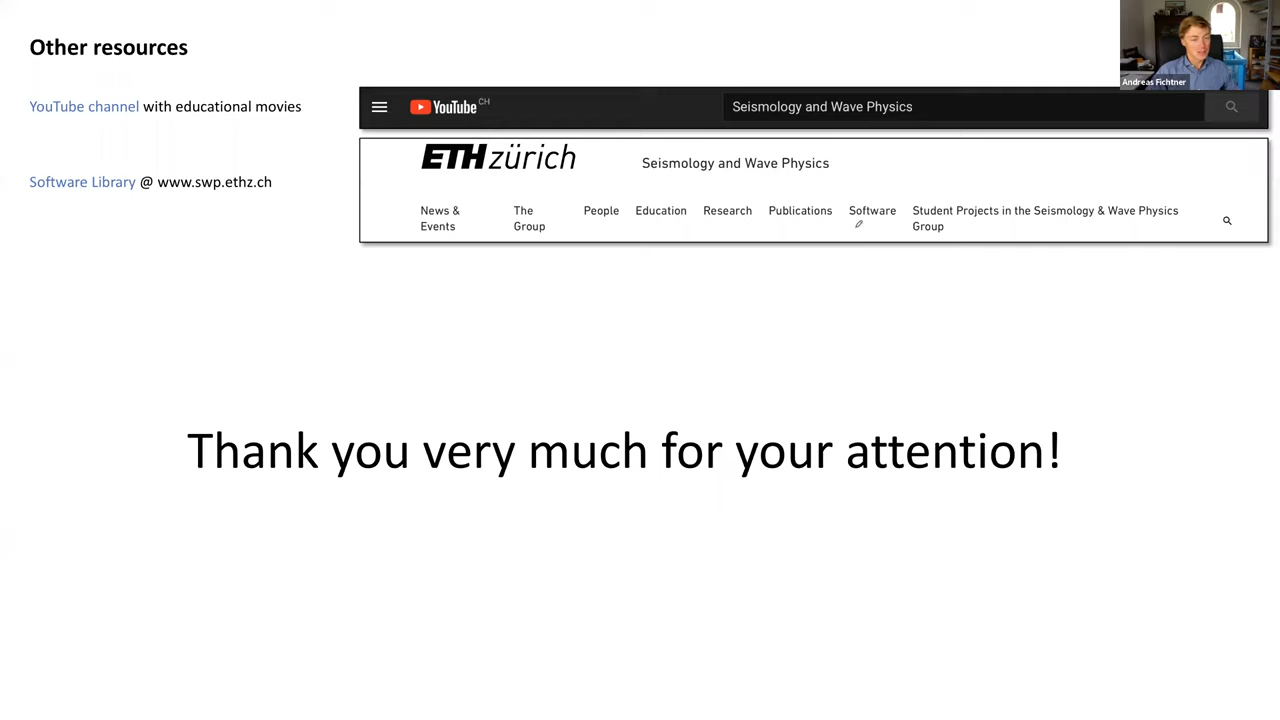 Other resources
Andreas Fichtner
YouTube channel with educational movies
YouTube CH
Seismology and Wave Physics
ETH zürich
Seismology and Wave Physics
Software Library @ www.swp.ethz.ch
News &
Events
The
Group
People
Education
Research
Publications
Software
Student Projects in the Seismology & Wave Physics
Group
Thank you very much for your attention!